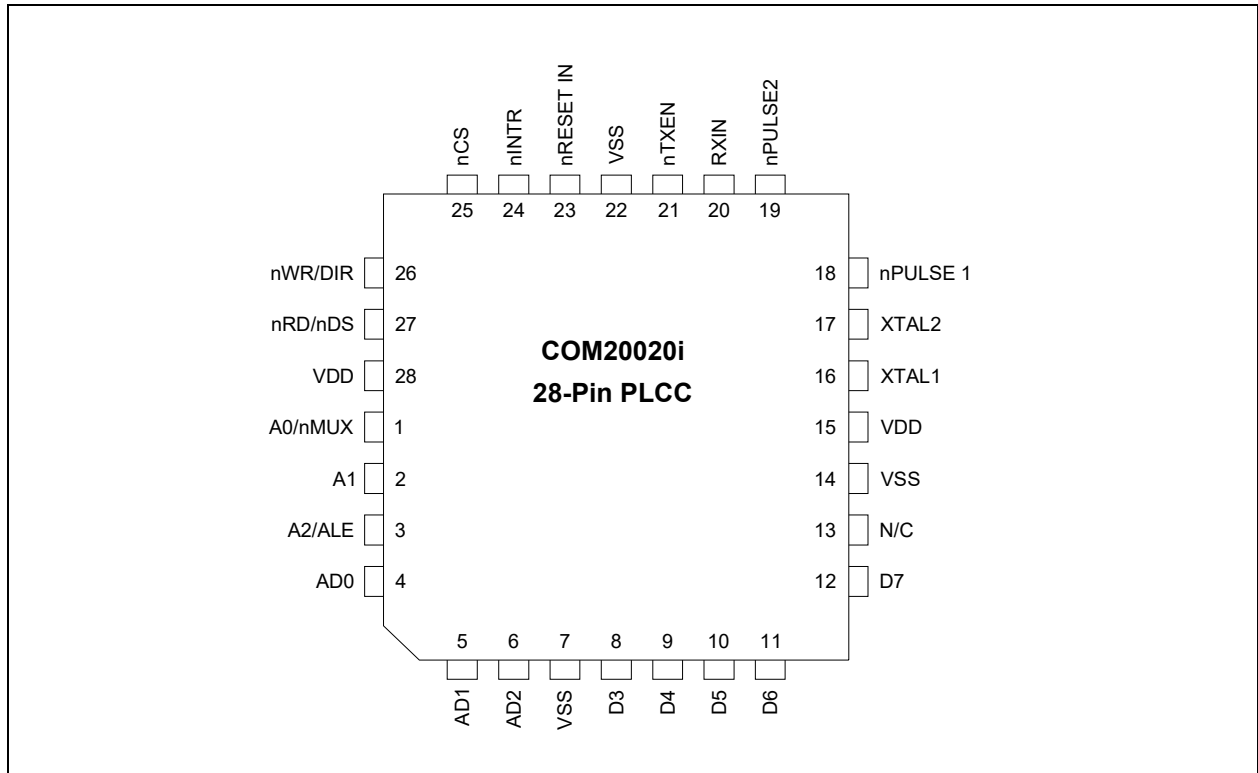 nCS
nINTR
nRESET IN
VSS
nTXEN
RXIN
nPULSE2
25 24 23 22 21 20 19
nWR/DIR 26 18 nPULSE 1
nRD/nDS 27 17 XTAL2
VDD 28 16 XTAL1
A0/nMUX 1 15 VDD
A1 2 14 VSS
A2/ALE 3 13 N/C
AD0 4 12 D7
COM20020i
28-Pin PLCC
5 6 7 8 9 10 11
AD1
AD2
VSS
D3
D4
D5
D6